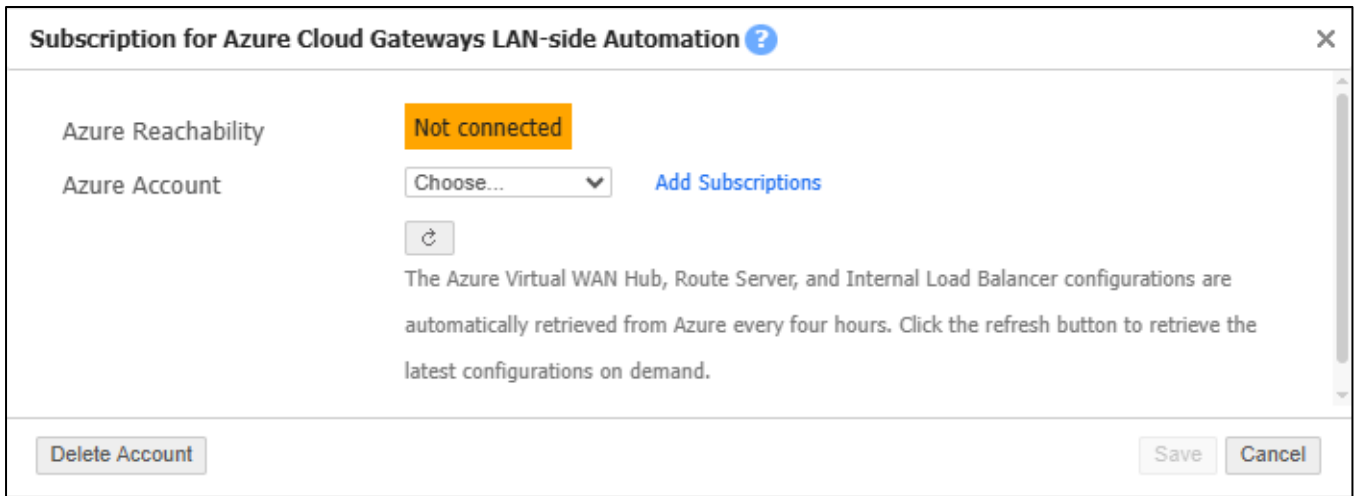 Subscription for Azure Cloud Gateways LAN-side Automation ?
Azure Reachability Not connected
Azure Account Choose... Add Subscriptions
The Azure Virtual WAN Hub, Route Server, and Internal Load Balancer configurations are
automatically retrieved from Azure every four hours. Click the refresh button to retrieve the
latest configurations on demand.
Delete Account Save Cancel